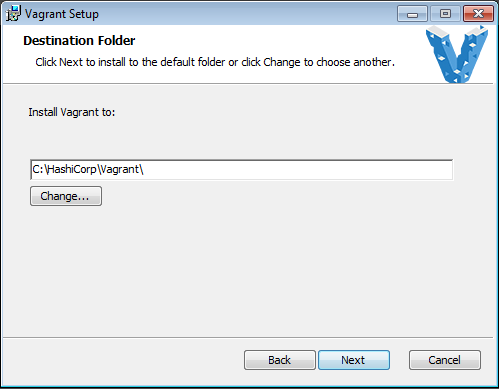 Vagrant Setup
Destination Folder
Click Next to install to the default folder or click Change to choose another.
Install Vagrant to:
C:\HashiCorp\Vagrant\
Change...
Back Next Cancel